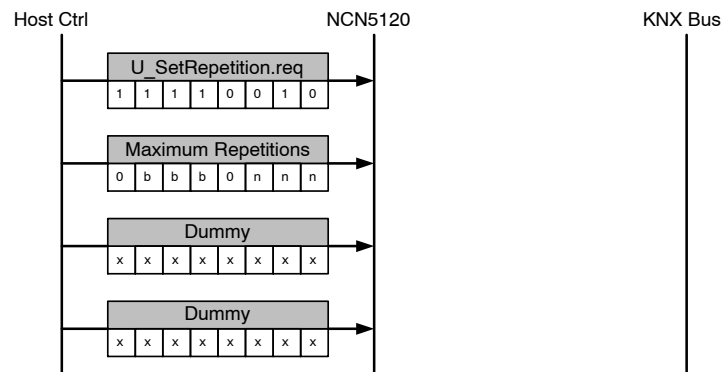 Host Ctrl NCN5120 KNX Bus
U_SetRepetition.req
1 1 1 1 0 0 1 0
Maximum Repetitions
0 b b b 0 n n n
Dummy
x x x x x x x x
Dummy
x x x x x x x x